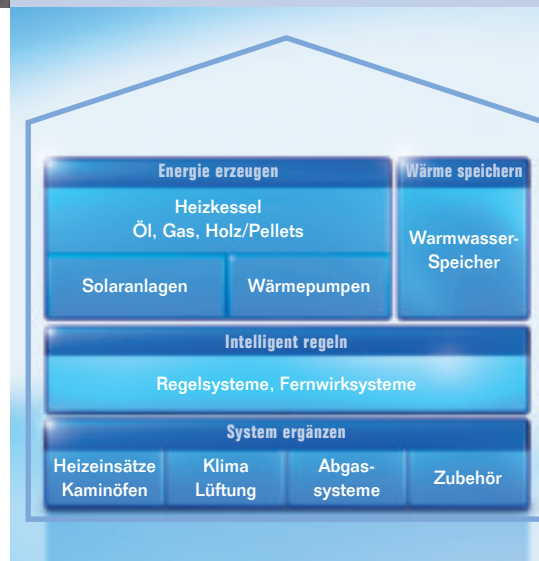 Energie erzeugen
Heizkessel
Öl, Gas, Holz/Pellets
Solaranlagen
Wärmepumpen
Wärme speichern
Warmwasser-
Speicher
Intelligent regeln
Regelsysteme, Fernwirksysteme
System ergänzen
Heizeinsätze
Kaminöfen
Klima
Lüftung
Abgas-
systeme
Zubehör